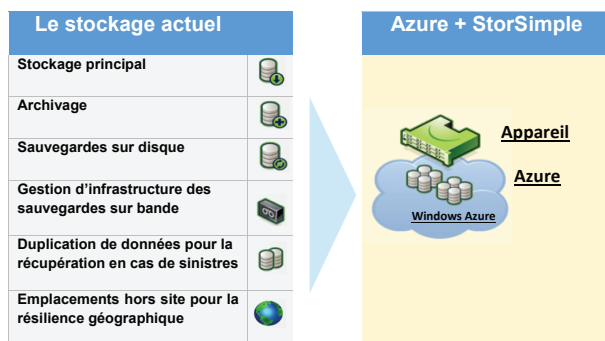 Le stockage actuel
Stockage principal
Archivage
Sauvegardes sur disque
Gestion d’infrastructure des
sauvegardes sur bande
Duplication de données pour la
récupération en cas de sinistres
Emplacements hors site pour la
résilience géographique
Azure + StorSimple
Appareil
Azure
Windows Azure